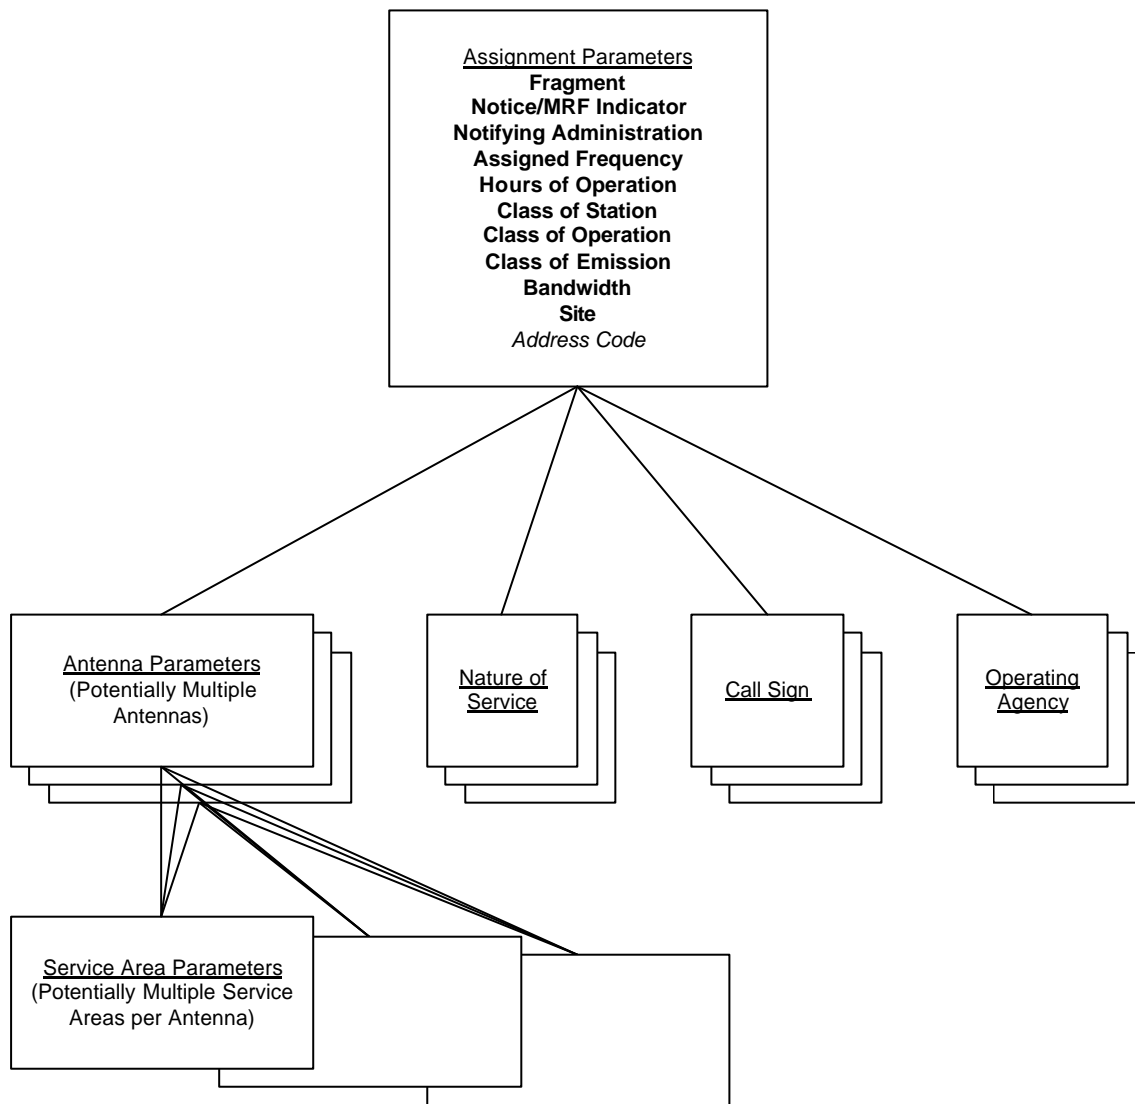 Assignment Parameters
Fragment
Notice/MRF Indicator
Notifying Administration
Assigned Frequency
Hours of Operation
Class of Station
Class of Operation
Class of Emission
Bandwidth
Site
Address Code
Antenna Parameters
(Potentially Multiple
Antennas)
Nature of
Service
Call Sign
Operating
Agency
Service Area Parameters
(Potentially Multiple Service
Areas per Antenna)